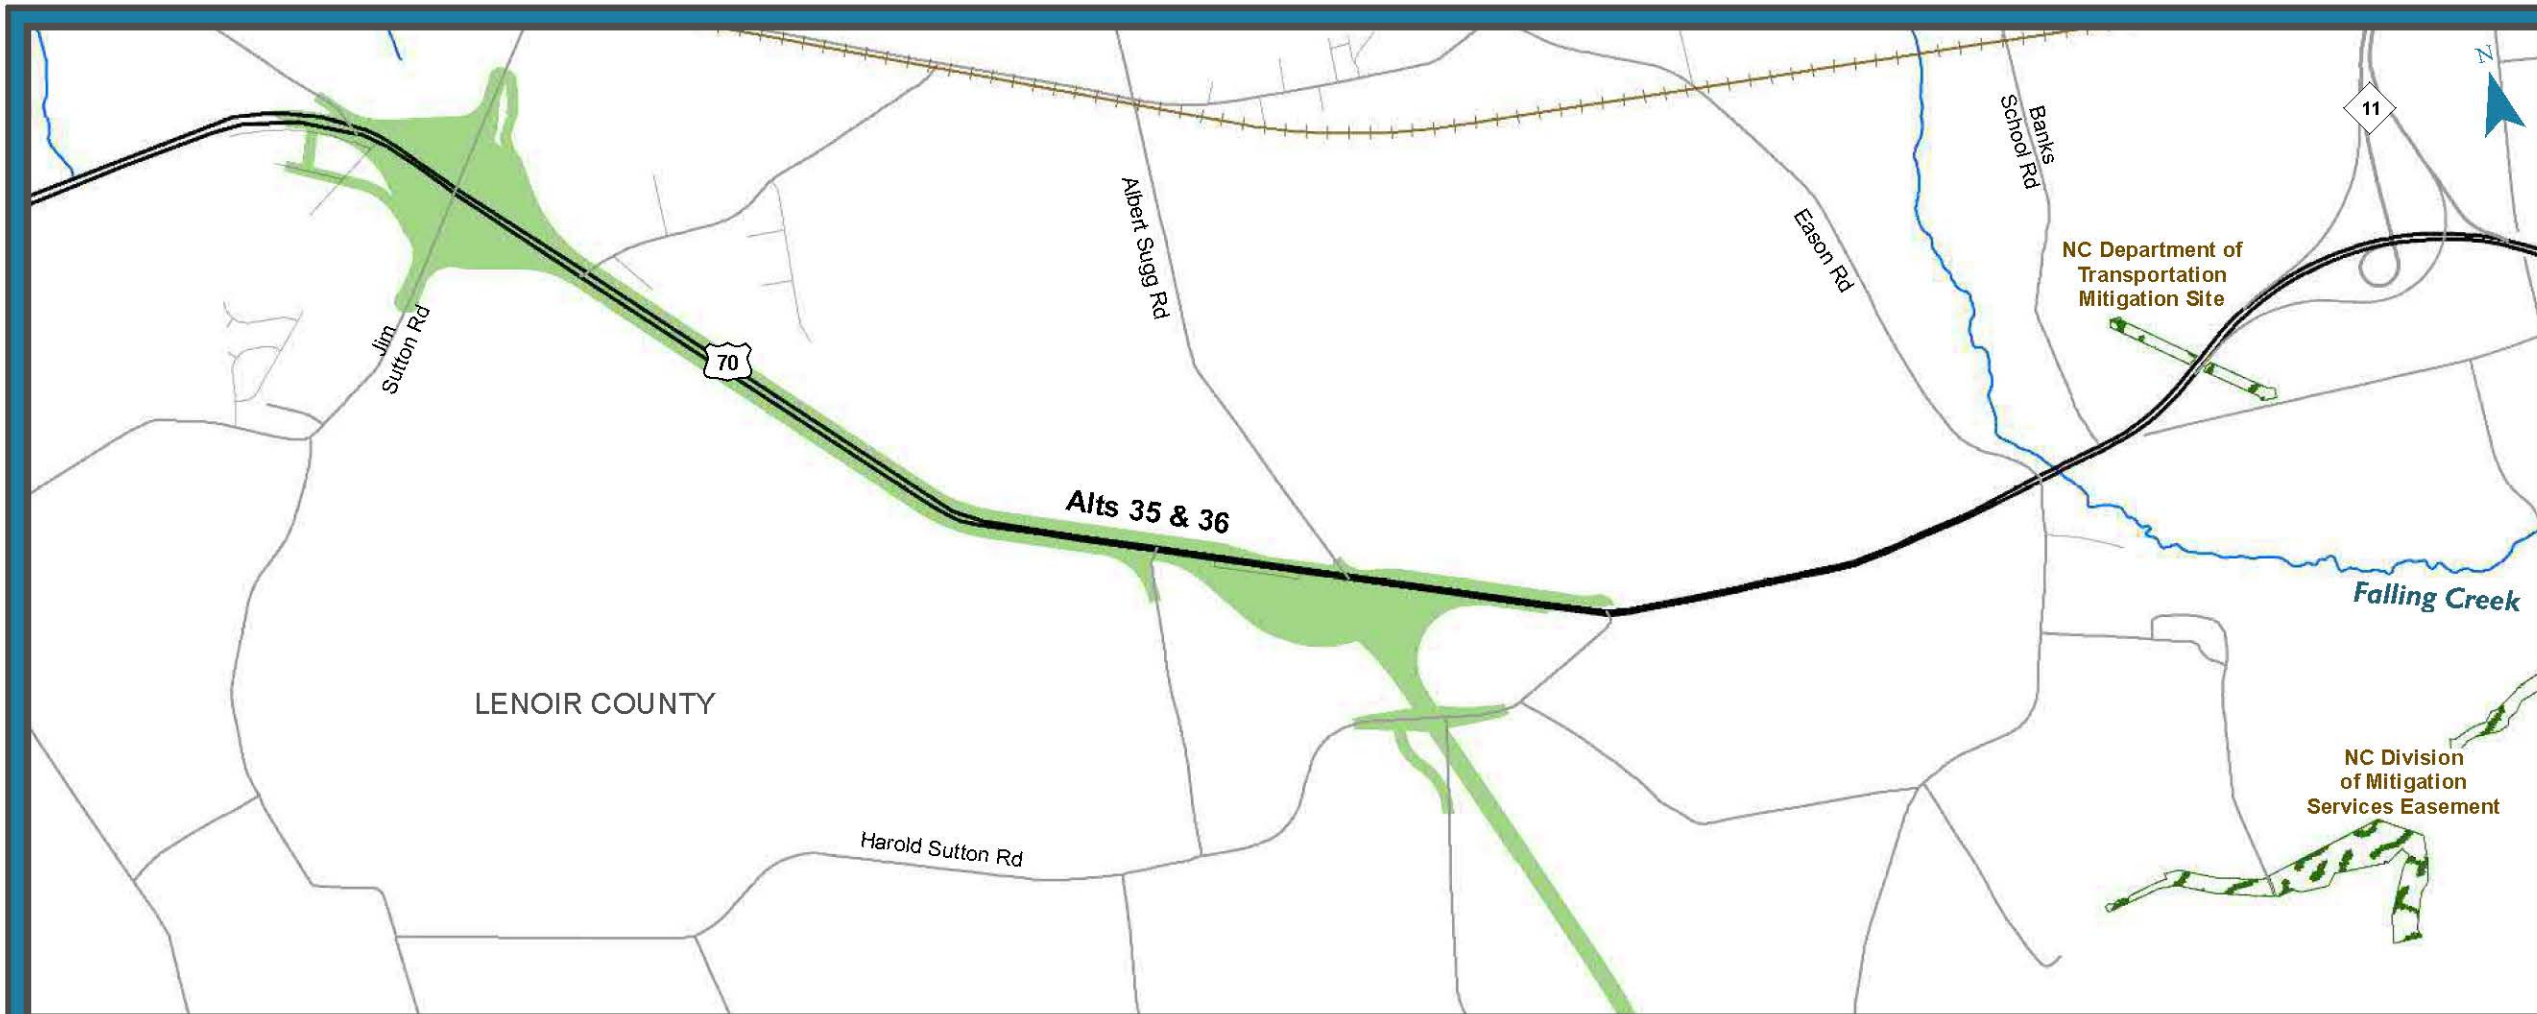 N
11
Banks
School Rd
Albert Sugg Rd
Eason Rd
NC Department of
Transportation
Mitigation Site
Jim
Sutton Rd
70
Alts 35 & 36
Falling Creek
LENOIR COUNTY
NC Division
of Mitigation
Services Easement
Harold Sutton Rd